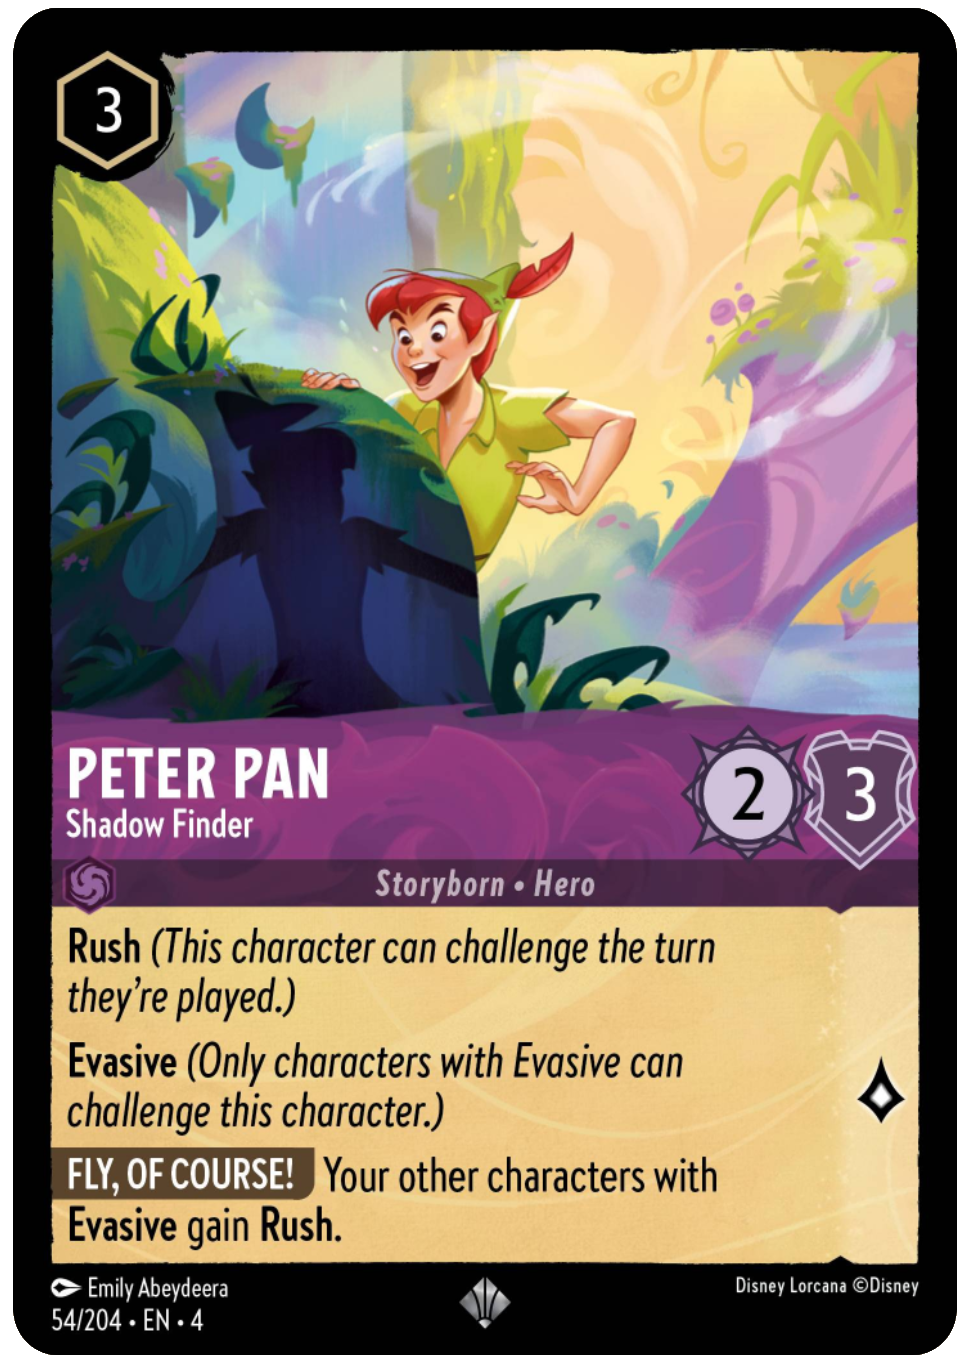 3
PETER PAN
Shadow Finder
2
3
Storyborn • Hero
Rush (This character can challenge the turn
they're played.)
Evasive (Only characters with Evasive can
challenge this character.)
FLY, OF COURSE! Your other characters with
Evasive gain Rush.
Emily Abeydeera
Disney Lorcana ©Disney
54/204 • EN • 4